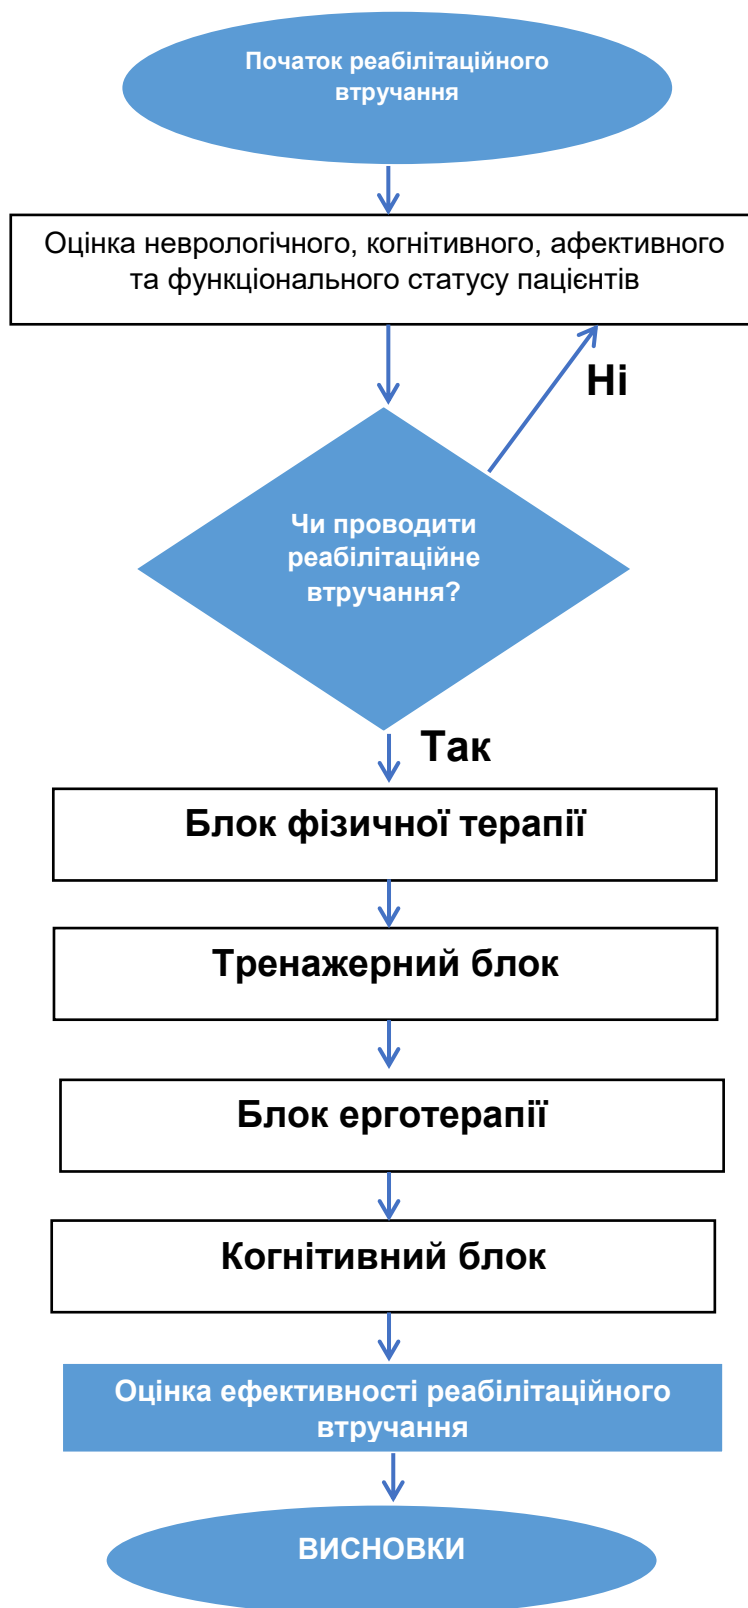 Початок реабілітаційного
втручання
Оцінка неврологічного, когнітивного, афективного
та функціонального статусу пацієнтів
Ні
Чи проводити
реабілітаційне
втручання?
Так
Блок фізичної терапії
Тренажерний блок
Блок ерготерапії
Когнітивний блок
Оцінка ефективності реабілітаційного
втручання
ВИСНОВКИ